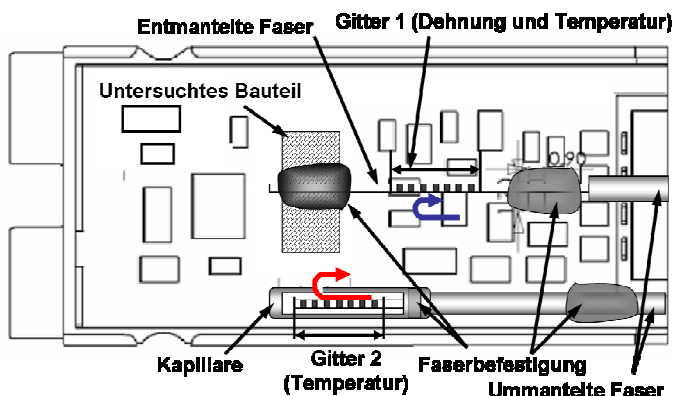 Entmantelte Faser
Gitter 1 (Dehnung und Temperatur)
Untersuchtes Bauteil
Kapillare
Gitter 2
(Temperatur)
Faserbefestigung
Ummantelte Faser